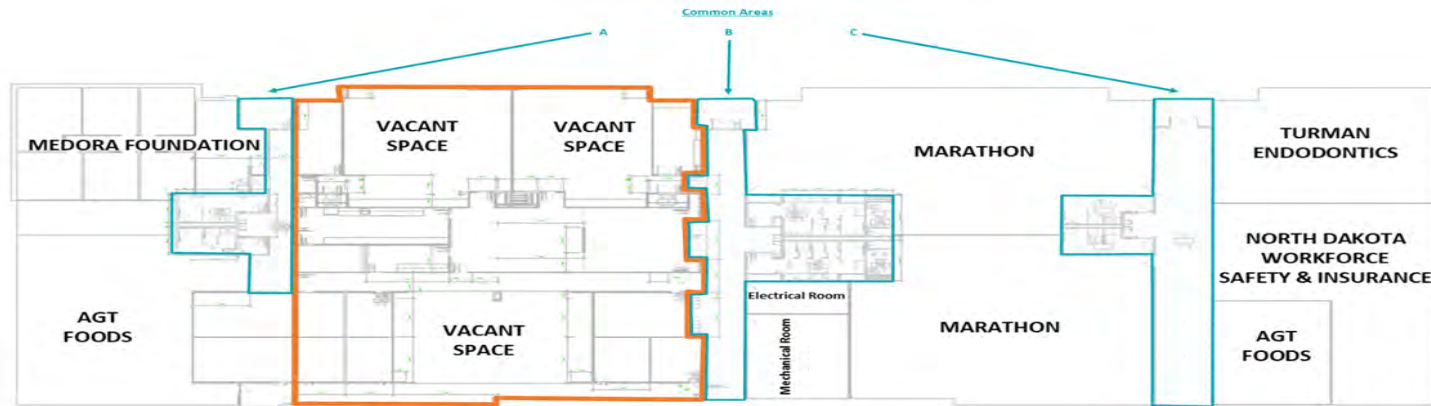 Common Areas
A
B
C
MEDORA FOUNDATION
VACANT
SPACE
VACANT
SPACE
MARATHON
TURMAN
ENDODONTICS
NORTH DAKOTA
WORKFORCE
SAFETY & INSURANCE
AGT
FOODS
VACANT
SPACE
Electrical Room
Mechanical Room
MARATHON
AGT
FOODS